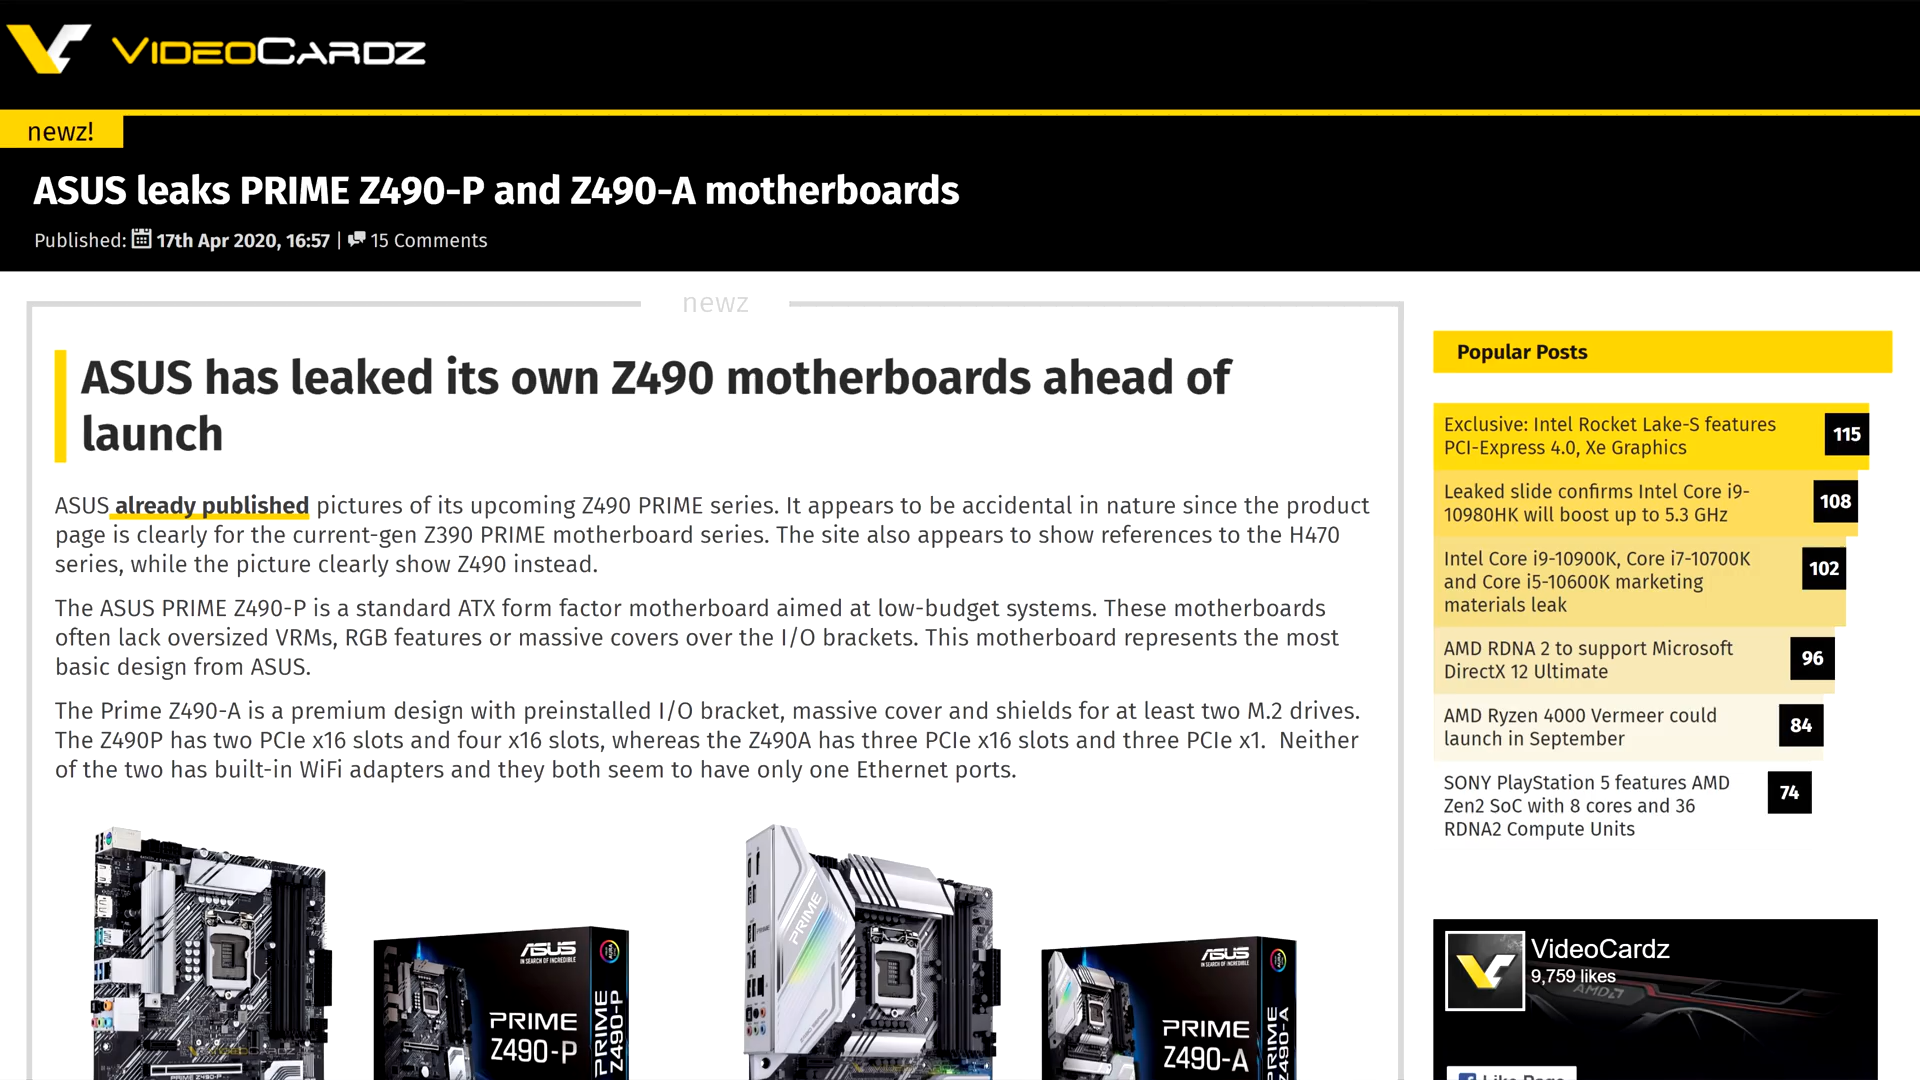 VIDEOCARDZ
newz!
ASUS leaks PRIME Z490-P and Z490-A motherboards
Published: 17th Apr 2020, 16:57 | 15 Comments
newz
ASUS has leaked its own Z490 motherboards ahead of
launch
ASUS already published pictures of its upcoming Z490 PRIME series. It appears to be accidental in nature since the product
page is clearly for the current-gen Z390 PRIME motherboard series. The site also appears to show references to the H470
series, while the picture clearly show Z490 instead.
The ASUS PRIME Z490-P is a standard ATX form factor motherboard aimed at low-budget systems. These motherboards
often lack oversized VRMs, RGB features or massive covers over the I/O brackets. This motherboard represents the most
basic design from ASUS.
The Prime Z490-A is a premium design with preinstalled I/O bracket, massive cover and shields for at least two M.2 drives.
The Z490P has two PCIe x16 slots and four x16 slots, whereas the Z490A has three PCIe x16 slots and three PCIe x1. Neither
of the two has built-in WiFi adapters and they both seem to have only one Ethernet ports.
VIDEOCARDZ
PRIME Z490-P
ASUS
IN SEARCH OF INCREDIBLE
PRIME
Z490-P
PRIME
Z490-P
PRIME
ASUS
IN SEARCH OF INCREDIBLE
PRIME
Z490-A
PRIME
Z490-A
Popular Posts
Exclusive: Intel Rocket Lake-S features
PCI-Express 4.0, Xe Graphics
115
Leaked slide confirms Intel Core i9-
10980HK will boost up to 5.3 GHz
108
Intel Core i9-10900K, Core i7-10700K
and Core i5-10600K marketing
materials leak
102
AMD RDNA 2 to support Microsoft
DirectX 12 Ultimate
96
AMD Ryzen 4000 Vermeer could
launch in September
84
SONY PlayStation 5 features AMD
Zen2 SoC with 8 cores and 36
RDNA2 Compute Units
74
VideoCardz
9,759 likes
AMD
Like Page